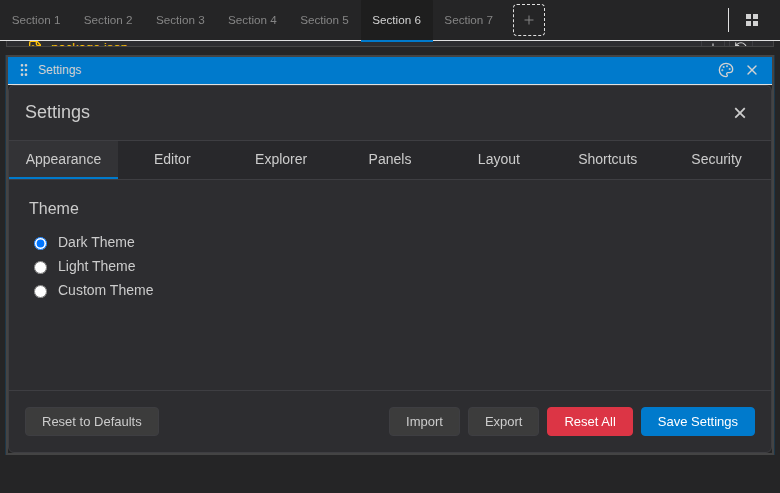 Section 1 Section 2 Section 3 Section 4 Section 5 Section 6 Section 7 +
package.json
Settings
Settings
Appearance Editor Explorer Panels Layout Shortcuts Security
Theme
Dark Theme
Light Theme
Custom Theme
Reset to Defaults Import Export Reset All Save Settings